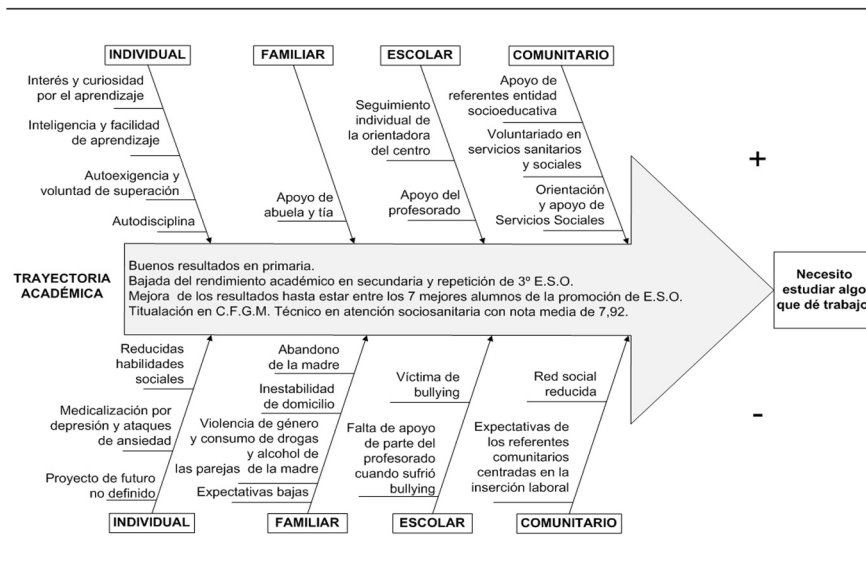 INDIVIDUAL
Interés y curiosidad
por el aprendizaje
Inteligencia y facilidad
de aprendizaje
Autoexigencia y
voluntad de superación
Autodisciplina
FAMILIAR
Apoyo de
abuela y tía
ESCOLAR
Seguimiento
individual de
la orientadora
del centro
Apoyo del
profesorado
COMUNITARIO
Apoyo de
referentes entidad
socioeducativa
Voluntariado en
servicios sanitarios
y sociales
Orientación
y apoyo de
Servicios Sociales
+
TRAYECTORIA
ACADÉMICA
Buenos resultados en primaria.
Bajada del rendimiento académico en secundaria y repetición de 3º E.S.O.
Mejora de los resultados hasta estar entre los 7 mejores alumnos de la promoción de E.S.O.
Titualación en C.F.G.M. Técnico en atención sociosanitaria con nota media de 7,92.
Necesito
estudiar algo
que dé trabajo
Reducidas
habilidades
sociales
Medicalización por
depresión y ataques
de ansiedad
Proyecto de futuro
no definido
INDIVIDUAL
Abandono
de la madre
Inestabilidad
de domicilio
Violencia de género
y consumo de drogas
y alcohol de
las parejas de la madre
Expectativas bajas
FAMILIAR
Víctima de
bullying
Falta de apoyo
de parte del
profesorado
cuando sufrió
bullying
ESCOLAR
Red social
reducida
Expectativas de
los referentes
comunitarios
centradas en la
inserción laboral
COMUNITARIO
-